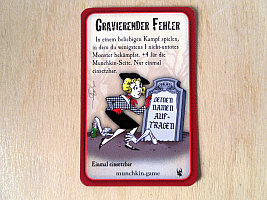 Gravierender Fehler
In einem beliebigen Kampf spielen,
in dem du wenigstens 1 nicht-untotes
Monster bekämpfst. +4 für die
Munchkin-Seite. Nur einmal
einsetzbar.
DEINEN
NAMEN
AUF-
TRAGEN
Einmal einsetzbar
munchkin.game